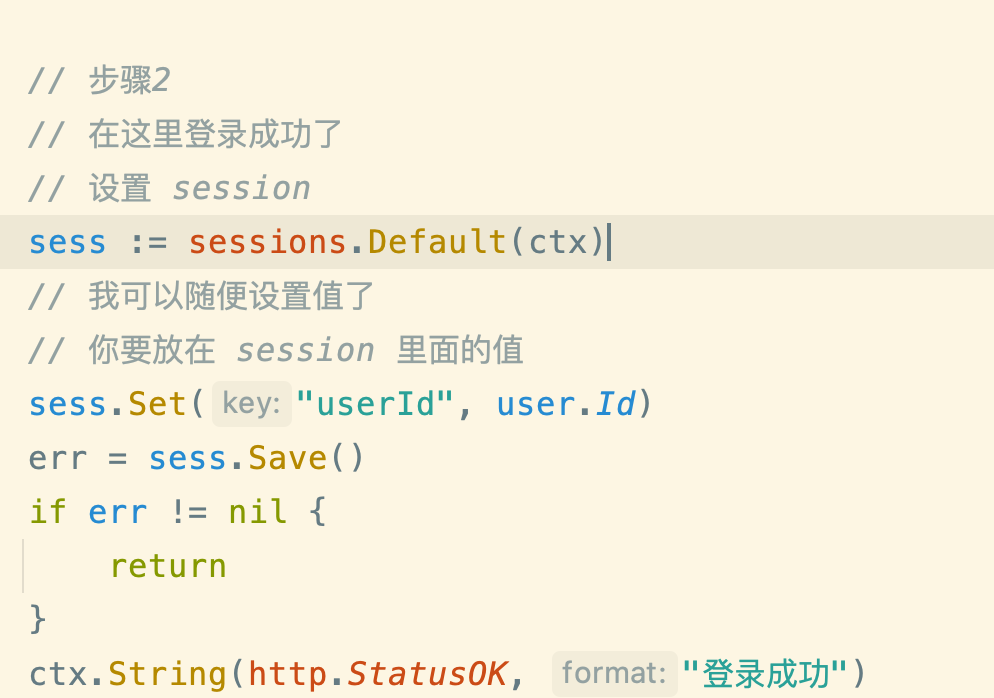 // 步骤2
// 在这里登录成功了
// 设置 session
sess := sessions.Default(ctx)
// 我可以随便设置值了
// 你要放在 session 里面的值
sess.Set( key: "userId", user.Id)
err = sess.Save()
if err != nil {
    return
}
ctx.String(http.StatusOK, format: "登录成功")